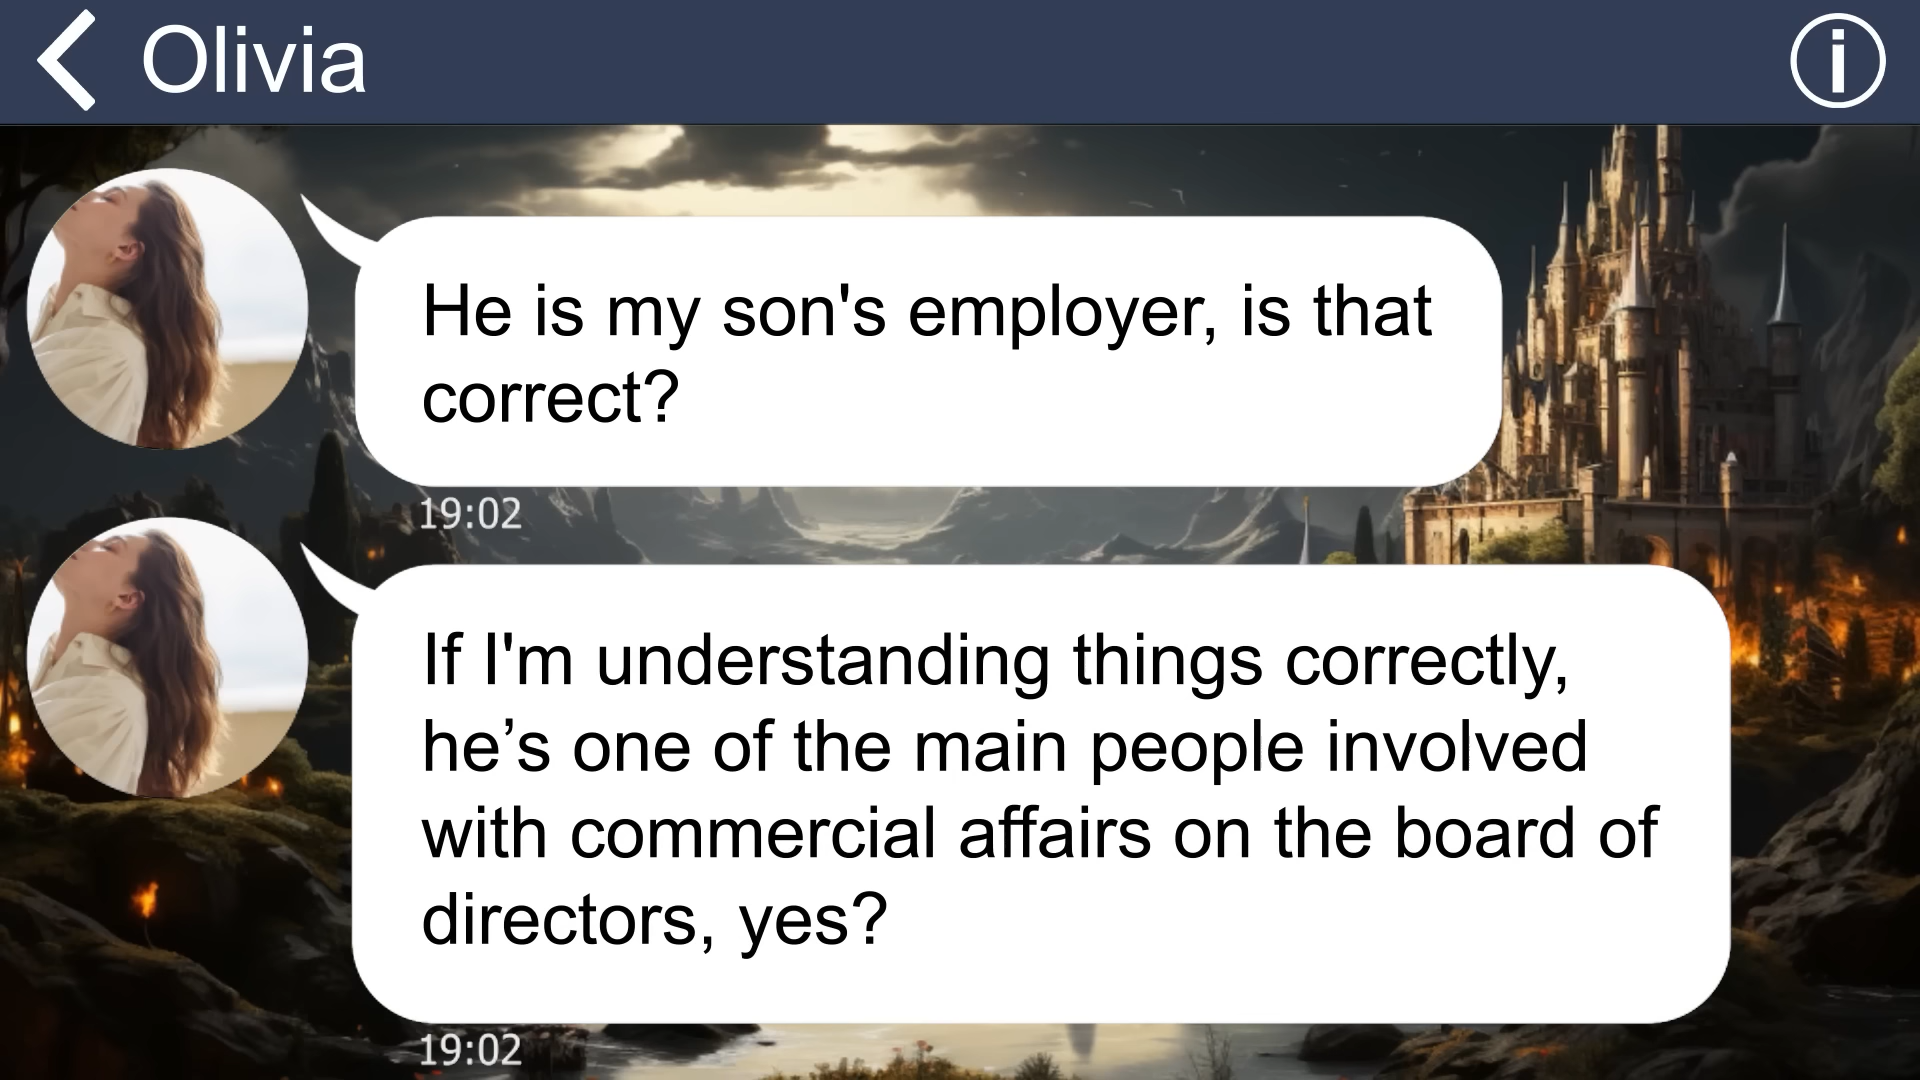 Olivia
He is my son's employer, is that
correct?
19:02
If I'm understanding things correctly,
he’s one of the main people involved
with commercial affairs on the board of
directors, yes?
19:02